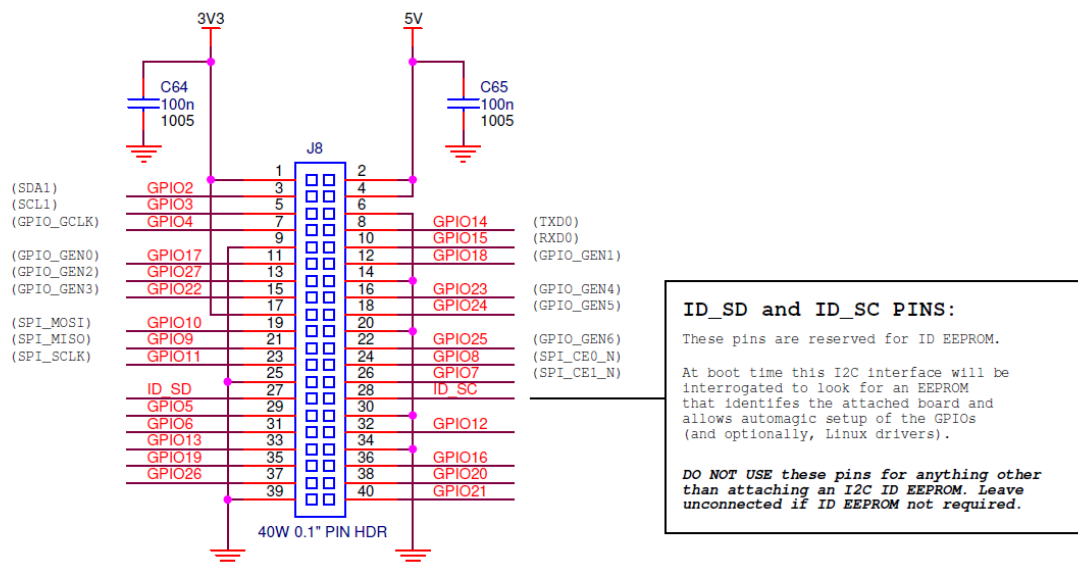 3V3 5V
C64
100n
1005
C65
100n
1005
J8
1 2
(SDA1) GPIO2 3 4
(SCL1) GPIO3 5 6
(GPIO_GCLK) GPIO4 7 8 GPIO14 (TXD0)
9 10 GPIO15 (RXD0)
(GPIO_GEN0) GPIO17 11 12 GPIO18 (GPIO_GEN1)
(GPIO_GEN2) GPIO27 13 14
(GPIO_GEN3) GPIO22 15 16 GPIO23 (GPIO_GEN4)
17 18 GPIO24 (GPIO_GEN5)
(SPI_MOSI) GPIO10 19 20
(SPI_MISO) GPIO9 21 22 GPIO25 (GPIO_GEN6)
(SPI_SCLK) GPIO11 23 24 GPIO8 (SPI_CE0_N)
25 26 GPIO7 (SPI_CE1_N)
ID_SD 27 28 ID_SC
GPIO5 29 30
GPIO6 31 32 GPIO12
GPIO13 33 34
GPIO19 35 36 GPIO16
GPIO26 37 38 GPIO20
39 40 GPIO21
40W 0.1" PIN HDR
ID_SD and ID_SC PINS:
These pins are reserved for ID EEPROM.
At boot time this I2C interface will be
interrogated to look for an EEPROM
that identifes the attached board and
allows automagic setup of the GPIOs
(and optionally, Linux drivers).
DO NOT USE these pins for anything other
than attaching an I2C ID EEPROM. Leave
unconnected if ID EEPROM not required.